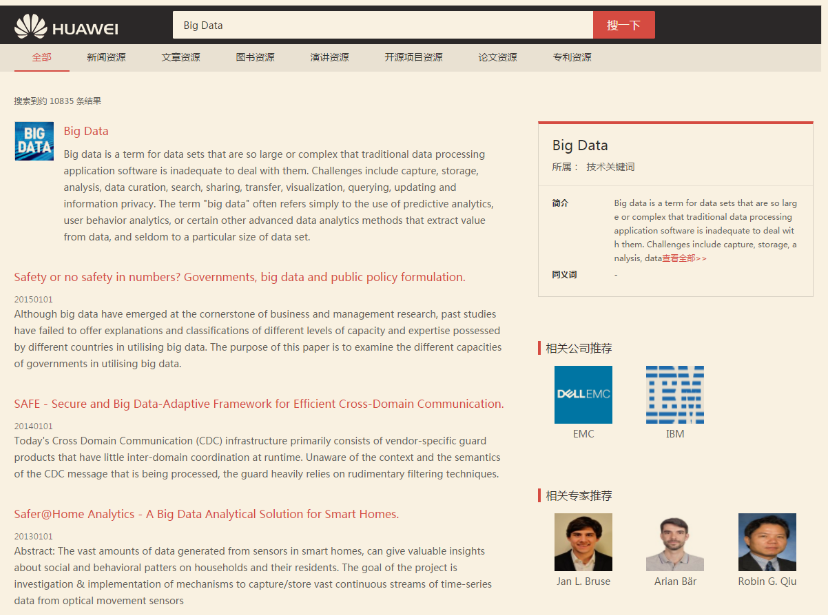 HUAWEI
Big Data
搜一下
全部 新闻资源 文章资源 图书资源 演讲资源 开源项目资源 论文资源 专利资源
搜索到约 10835 条结果
BIG
DATA
Big Data
Big data is a term for data sets that are so large or complex that traditional data processing
application software is inadequate to deal with them. Challenges include capture, storage,
analysis, data curation, search, sharing, transfer, visualization, querying, updating and
information privacy. The term "big data" often refers simply to the use of predictive analytics,
user behavior analytics, or certain other advanced data analytics methods that extract value
from data, and seldom to a particular size of data set.
Safety or no safety in numbers? Governments, big data and public policy formulation.
20150101
Although big data have emerged at the cornerstone of business and management research, past studies
have failed to offer explanations and classifications of different levels of capacity and expertise possessed
by different countries in utilising big data. The purpose of this paper is to examine the different capacities
of governments in utilising big data.
SAFE - Secure and Big Data-Adaptive Framework for Efficient Cross-Domain Communication.
20140101
Today's Cross Domain Communication (CDC) infrastructure primarily consists of vendor-specific guard
products that have little inter-domain coordination at runtime. Unaware of the context and the semantics
of the CDC message that is being processed, the guard heavily relies on rudimentary filtering techniques.
Safer@Home Analytics - A Big Data Analytical Solution for Smart Homes.
20130101
Abstract: The vast amounts of data generated from sensors in smart homes, can give valuable insights
about social and behavioral patters on households and their residents. The goal of the project is
investigation & implementation of mechanisms to capture/store vast continuous streams of time-series
data from optical movement sensors
Big Data
所属： 技术关键词
简介 Big data is a term for data sets that are so larg
e or complex that traditional data processing
application software is inadequate to deal wit
h them. Challenges include capture, storage, a
nalysis, data查看全部>>
同义词 -
相关公司推荐
DELLEMC IBM
EMC IBM
相关专家推荐
Jan L. Bruse Arian Bär Robin G. Qiu